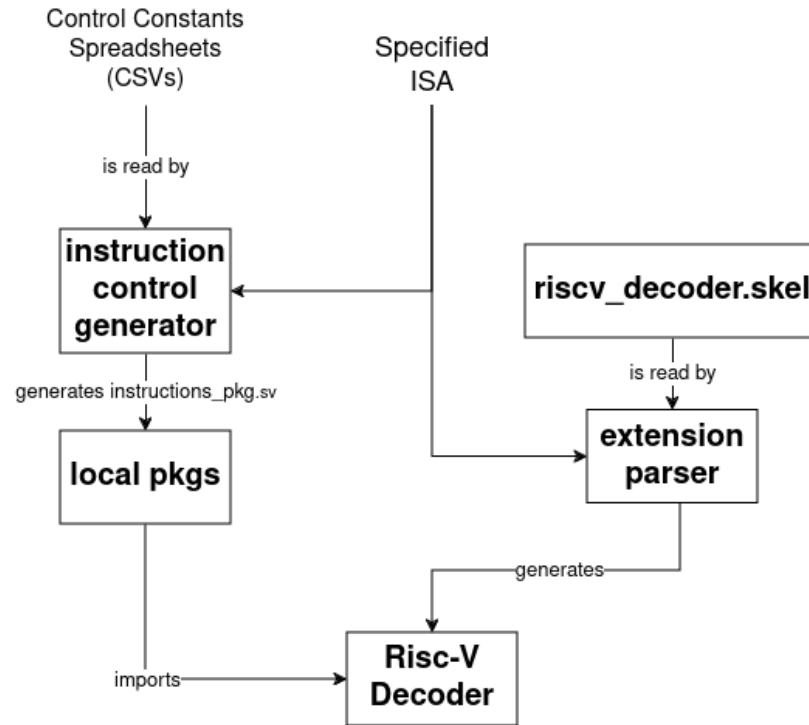 Control Constants
Spreadsheets
(CSVs)
Specified
ISA
is read by
instruction
control
generator
riscv_decoder.skel
is read by
generates instructions_pkg.sv
extension
parser
local pkgs
generates
Risc-V
Decoder
imports